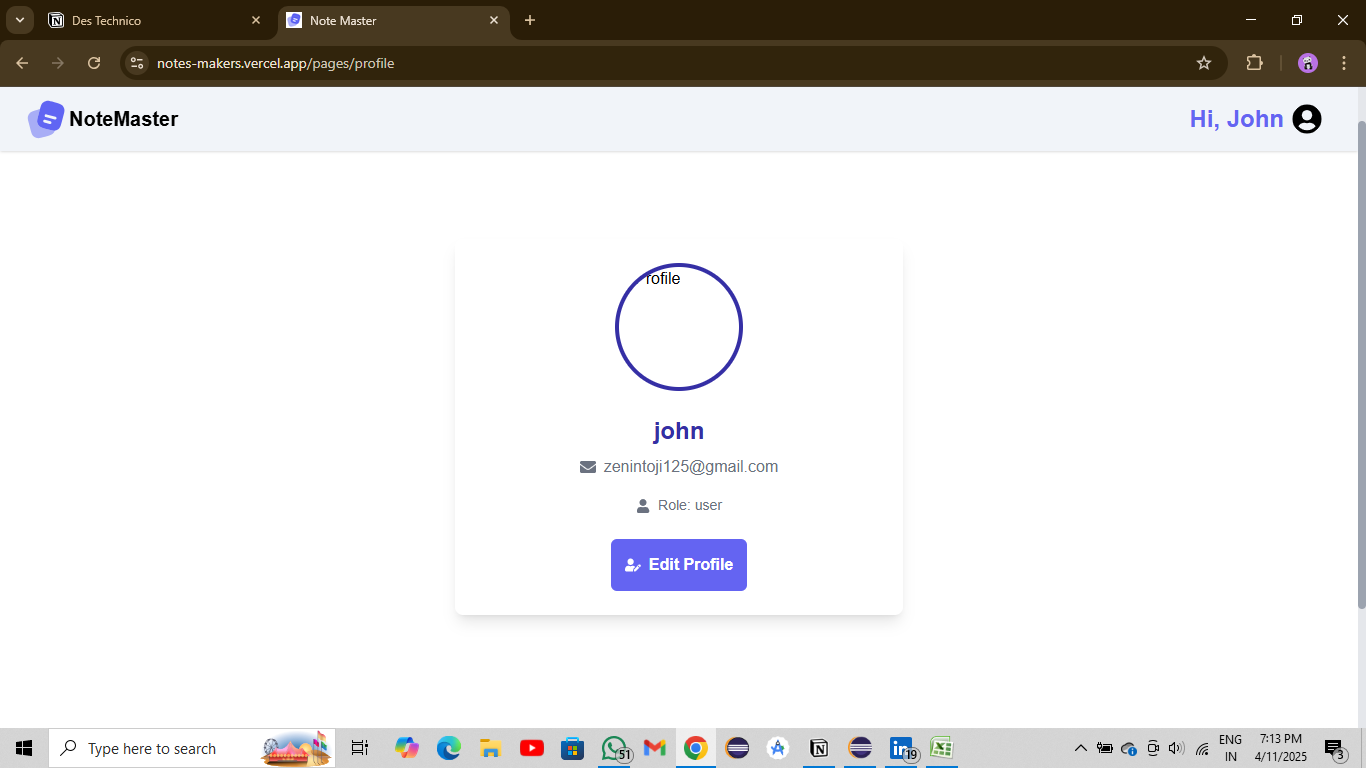 Des Technico
Note Master
notes-makers.vercel.app/pages/profile
NoteMaster
Hi, John
rofile
john
zenintoji125@gmail.com
Role: user
Edit Profile
Type here to search
51
19
ENG
IN
7:13 PM
4/11/2025
3